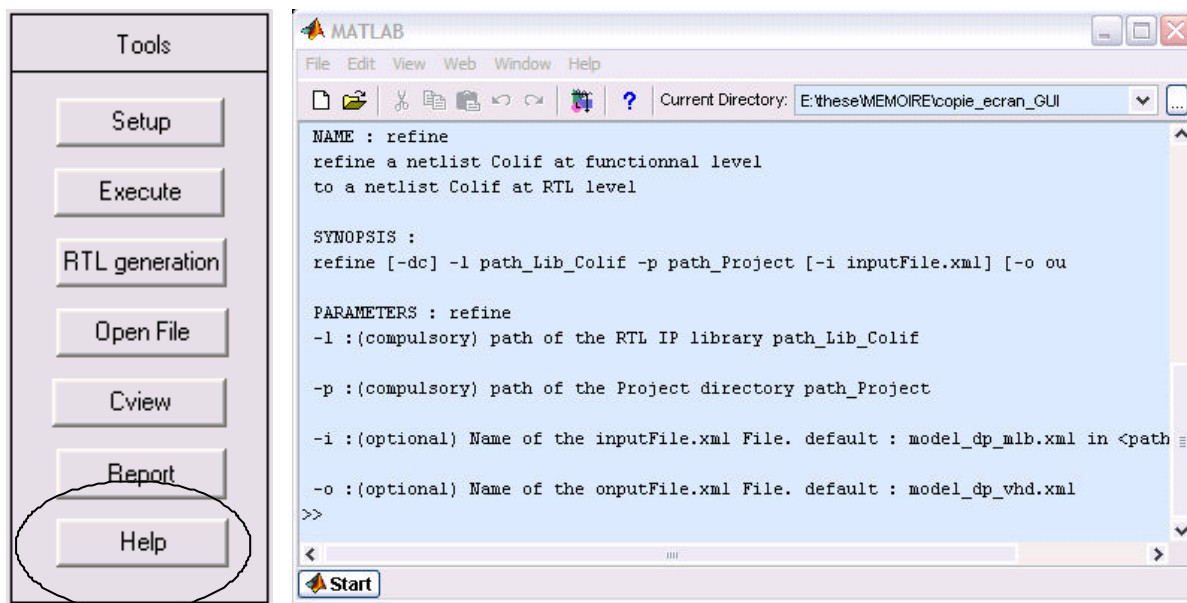 Tools
Setup
Execute
RTL generation
Open File
Cview
Report
Help
MATLAB
File Edit View Web Window Help
Current Directory: E:\these\MEMOIRE\copie_ecran_GUI
...
NAME : refine
refine a netlist Colif at functionnal level
to a netlist Colif at RTL level
SYNOPSIS :
refine [-dc] -l path_Lib_Colif -p path_Project [-i inputFile.xml] [-o ou
PARAMETERS : refine
-l :(compulsory) path of the RTL IP library path_Lib_Colif
-p :(compulsory) path of the Project directory path_Project
-i :(optional) Name of the inputFile.xml File. default : model_dp_mlb.xml in <path
-o :(optional) Name of the onputFile.xml File. default : model_dp_vhd.xml
>>
Start